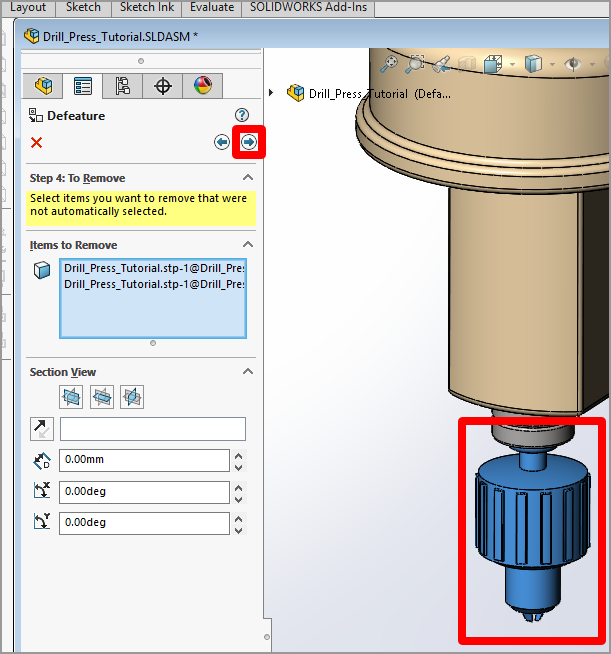 Layout Sketch Sketch Ink Evaluate SOLIDWORKS Add-Ins
Drill_Press_Tutorial.SLDASM *
Drill_Press_Tutorial (Defa...
Defeature
Step 4: To Remove
Select items you want to remove that were
not automatically selected.
Items to Remove
Drill_Press_Tutorial.stp-1@Drill_Pres
Drill_Press_Tutorial.stp-1@Drill_Pres
Section View
0.00mm
0.00deg
0.00deg